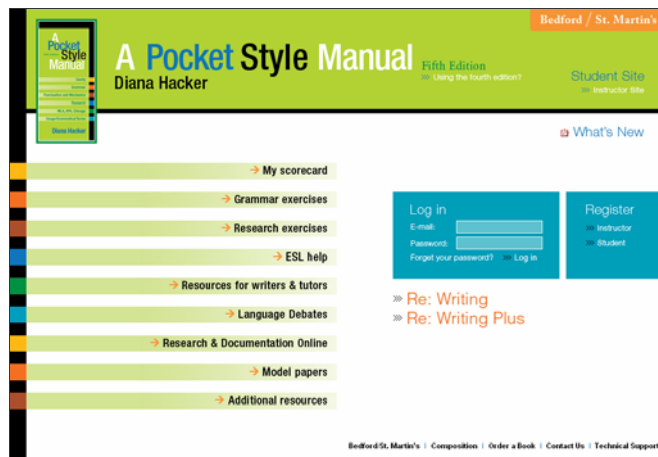 Bedford / St. Martin's
A Pocket Style Manual
Fifth Edition
Diana Hacker
Using the fourth edition?
Student Site
Instructor Site
A
Pocket
Style
Manual
Diana Hacker
What's New
My scorecard
Grammar exercises
Research exercises
ESL help
Resources for writers & tutors
Language Debates
Research & Documentation Online
Model papers
Additional resources
Log in
E-mail:
Password:
Forget your password? Log in
Register
Instructor
Student
Re: Writing
Re: Writing Plus
Bedford/St. Martin's | Composition | Order a Book | Contact Us | Technical Support